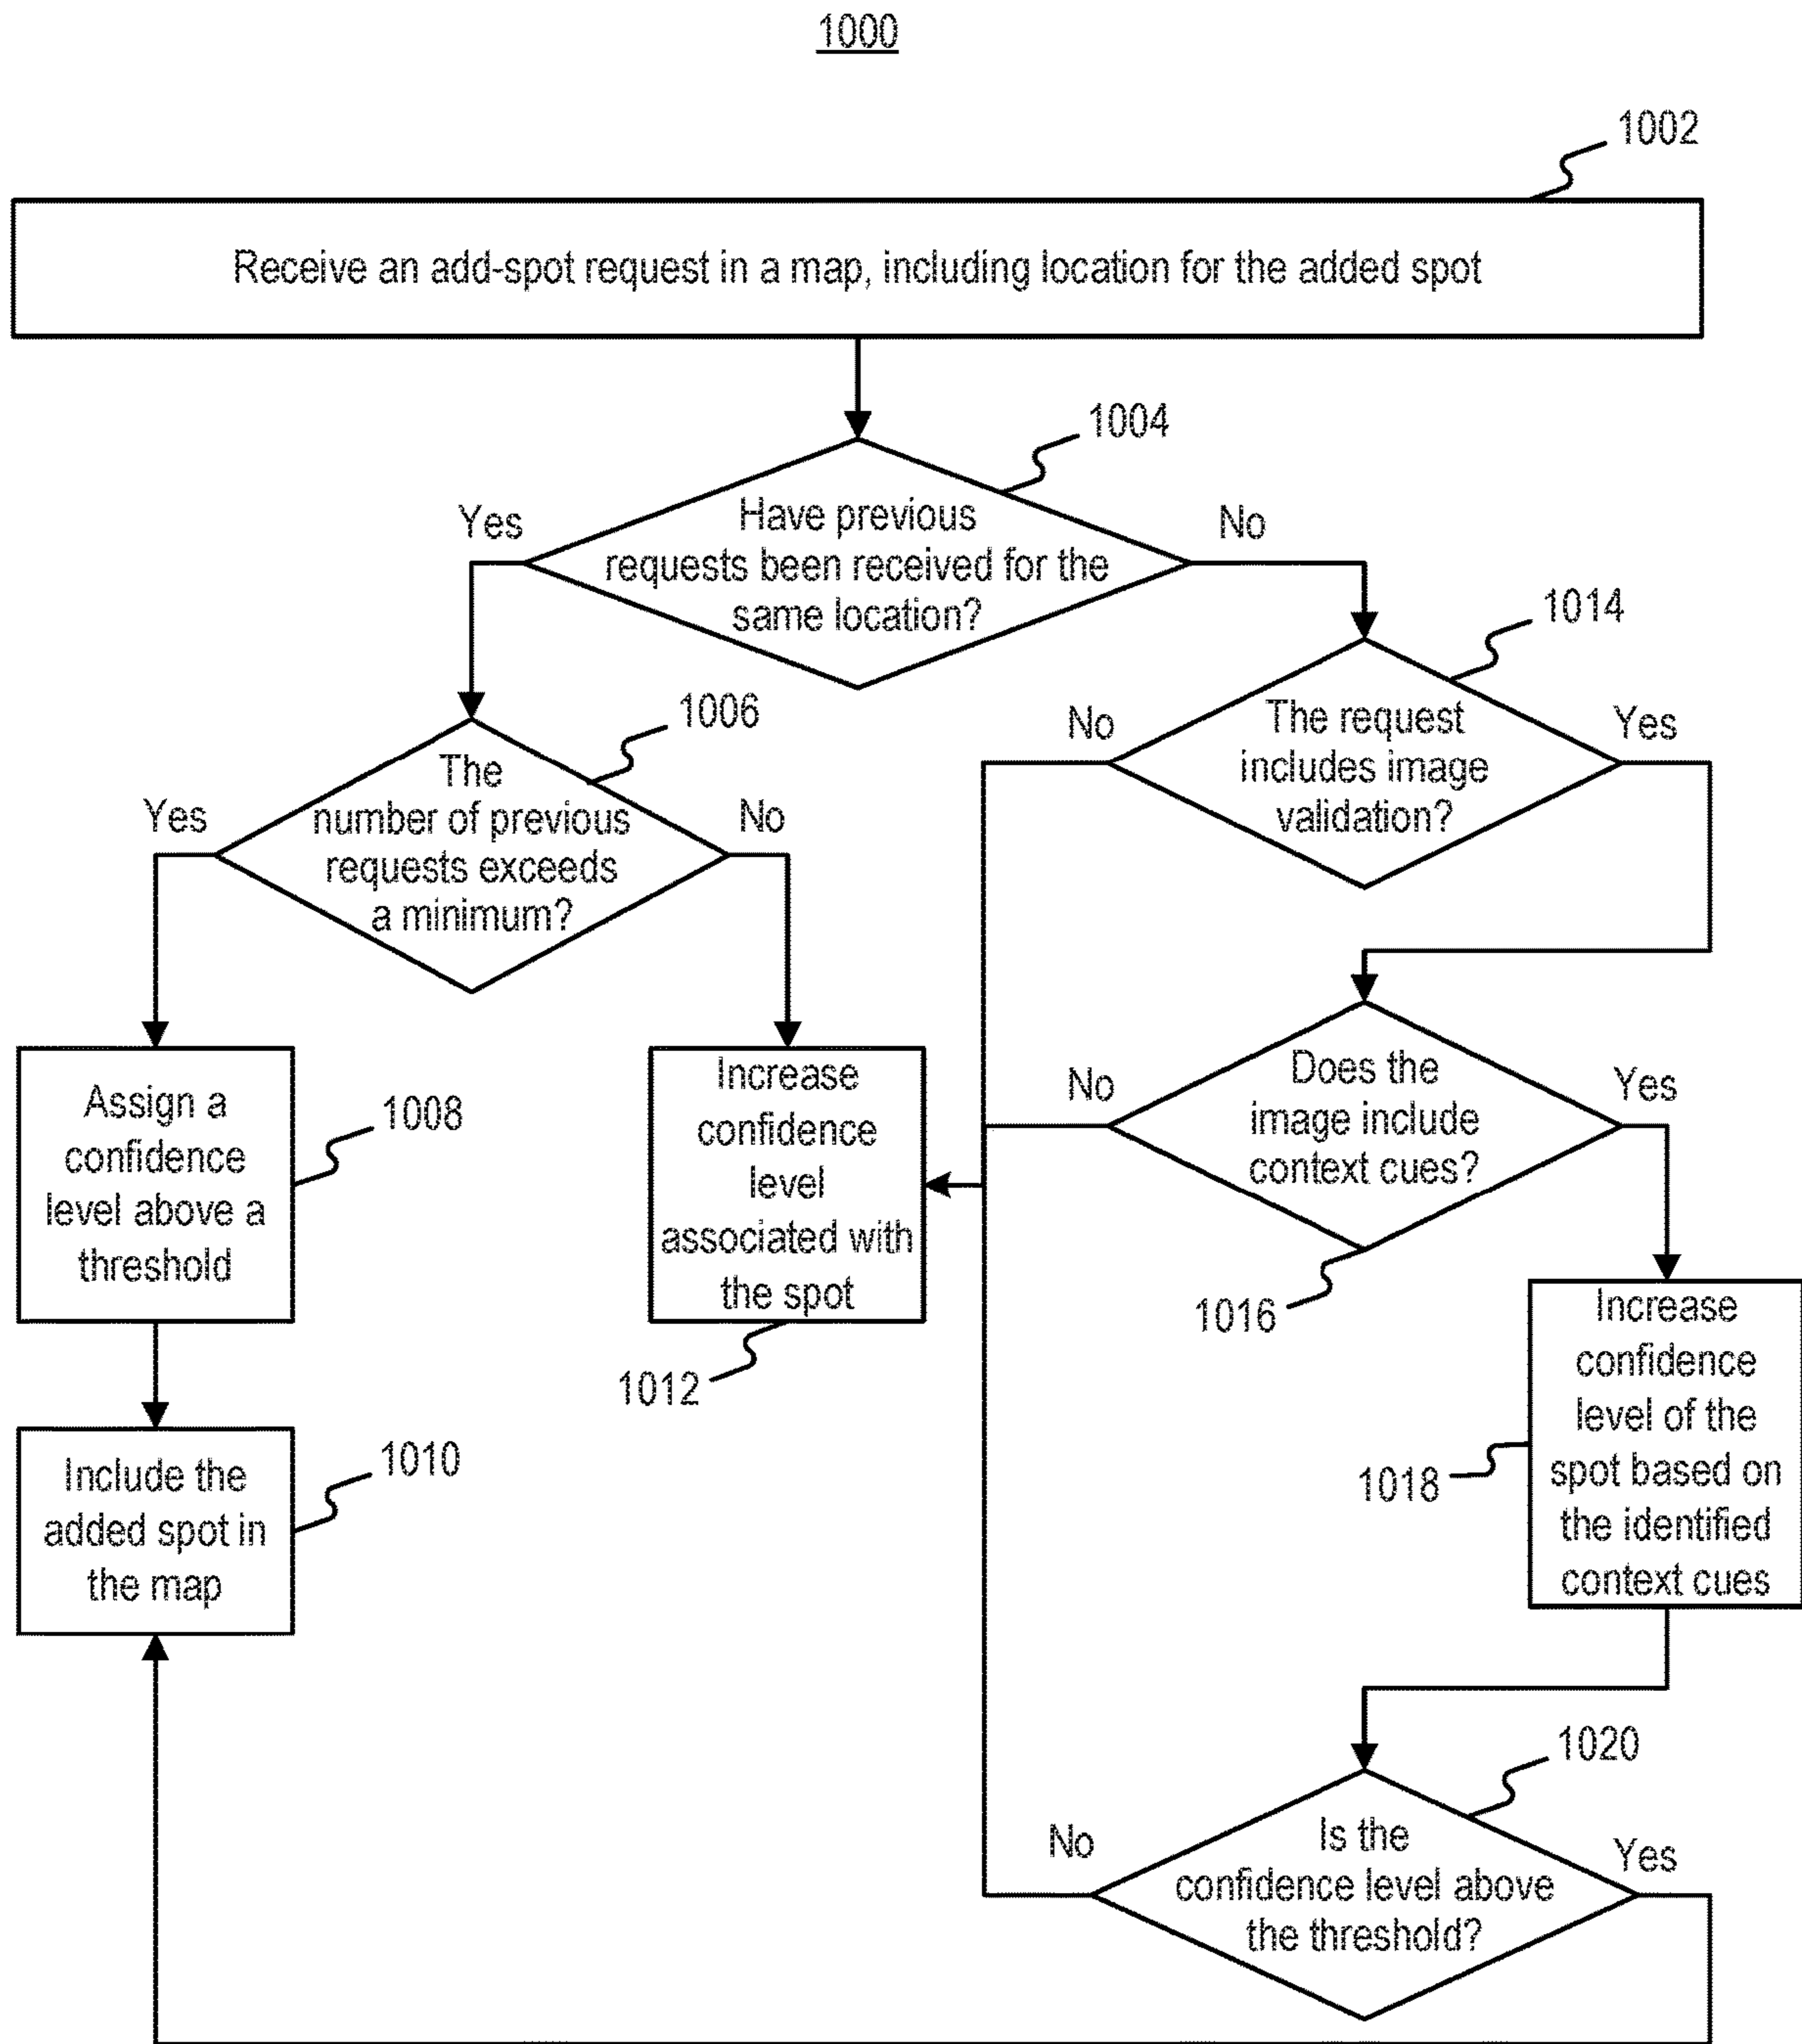 1000
1002
Receive an add-spot request in a map, including location for the added spot
1004
Yes
Have previous
requests been received for the
same location?
No
1014
1006
No
The request
includes image
validation?
Yes
Yes
The
number of previous
requests exceeds
a minimum?
No
Assign a
confidence
level above a
threshold
1008
Increase
confidence
level
associated with
the spot
1012
No
Does the
image include
context cues?
Yes
1016
Increase
confidence
level of the
spot based on
the identified
context cues
1018
Include the
added spot in
the map
1010
1020
No
Is the
confidence level above
the threshold?
Yes